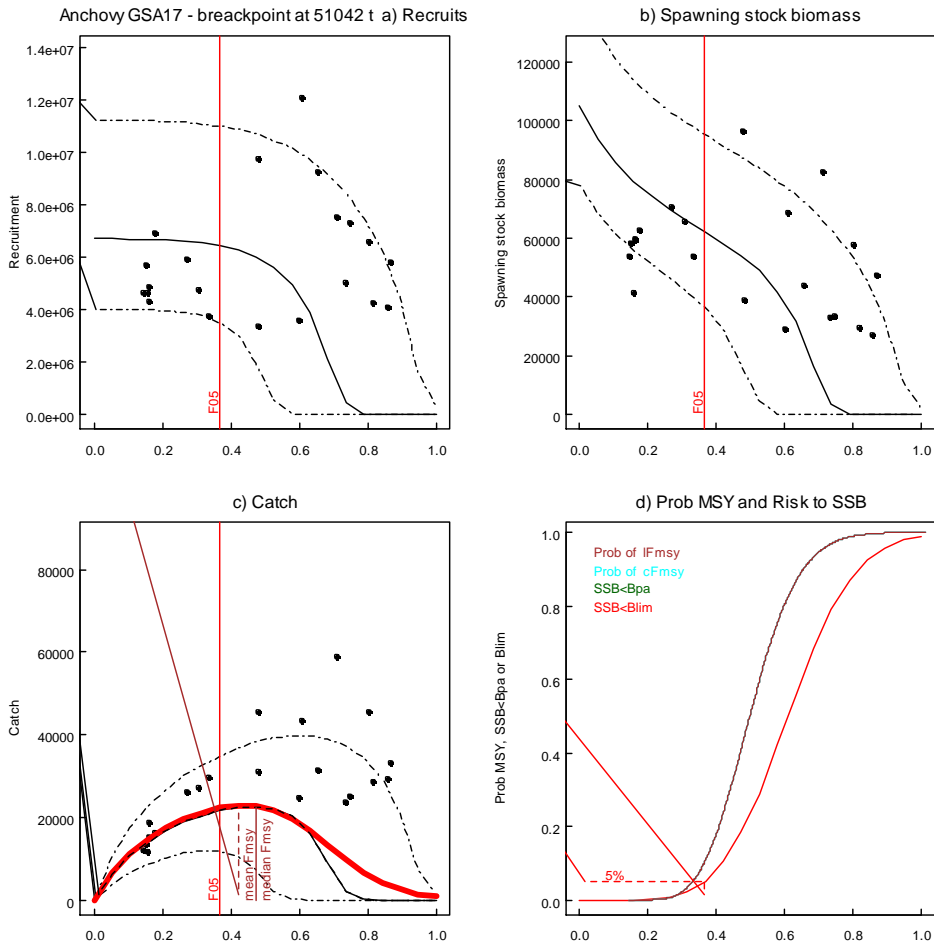 Anchovy GSA17 - breackpoint at 51042 t a) Recruits
b) Spawning stock biomass
Recruitment
1.4e+07
1.2e+07
1.0e+07
8.0e+06
6.0e+06
4.0e+06
2.0e+06
0.0e+00
F05
0.0 0.2 0.4 0.6 0.8 1.0
Spawning stock biomass
120000
100000
80000
60000
40000
20000
0
F05
0.0 0.2 0.4 0.6 0.8 1.0
c) Catch
d) Prob MSY and Risk to SSB
Catch
80000
60000
40000
20000
0
F05
mean Fmsy
median Fmsy
0.0 0.2 0.4 0.6 0.8 1.0
Prob MSY, SSB<Bpa or Blim
1.0
0.8
0.6
0.4
0.2
0.0
Prob of lFmsy
Prob of cFmsy
SSB<Bpa
SSB<Blim
5%
0.0 0.2 0.4 0.6 0.8 1.0